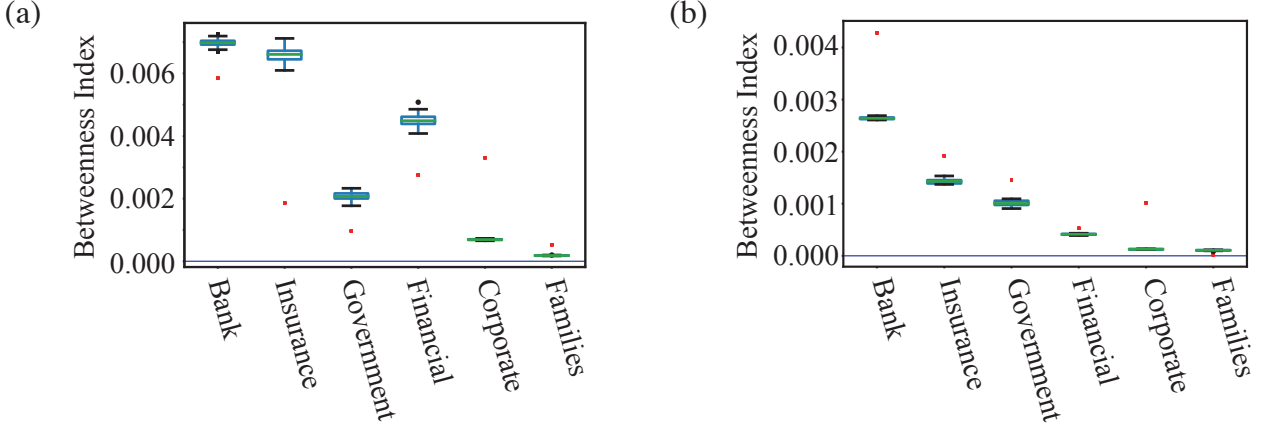 (a)
Betweenness Index
0.006
0.004
0.002
0.000
Bank
Insurance
Government
Financial
Corporate
Families
(b)
Betweenness Index
0.004
0.003
0.002
0.001
0.000
Bank
Insurance
Government
Financial
Corporate
Families